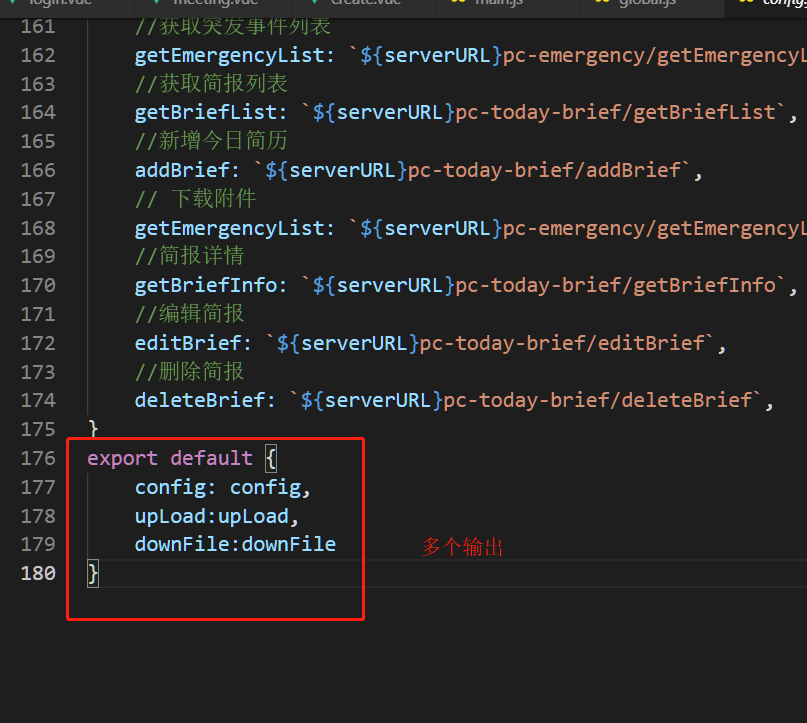 login.vue meeting.vue create.vue main.js global.js config.
161 //获取突发事件列表
162 getEmergencyList: `${serverURL}pc-emergency/getEmergencyL
163 //获取简报列表
164 getBriefList: `${serverURL}pc-today-brief/getBriefList`,
165 //新增今日简历
166 addBrief: `${serverURL}pc-today-brief/addBrief`,
167 // 下载附件
168 getEmergencyList: `${serverURL}pc-emergency/getEmergencyL
169 //简报详情
170 getBriefInfo: `${serverURL}pc-today-brief/getBriefInfo`,
171 //编辑简报
172 editBrief: `${serverURL}pc-today-brief/editBrief`,
173 //删除简报
174 deleteBrief: `${serverURL}pc-today-brief/deleteBrief`,
175 }
176 export default {
177 config: config,
178 upLoad:upLoad,
179 downFile:downFile 多个输出
180 }